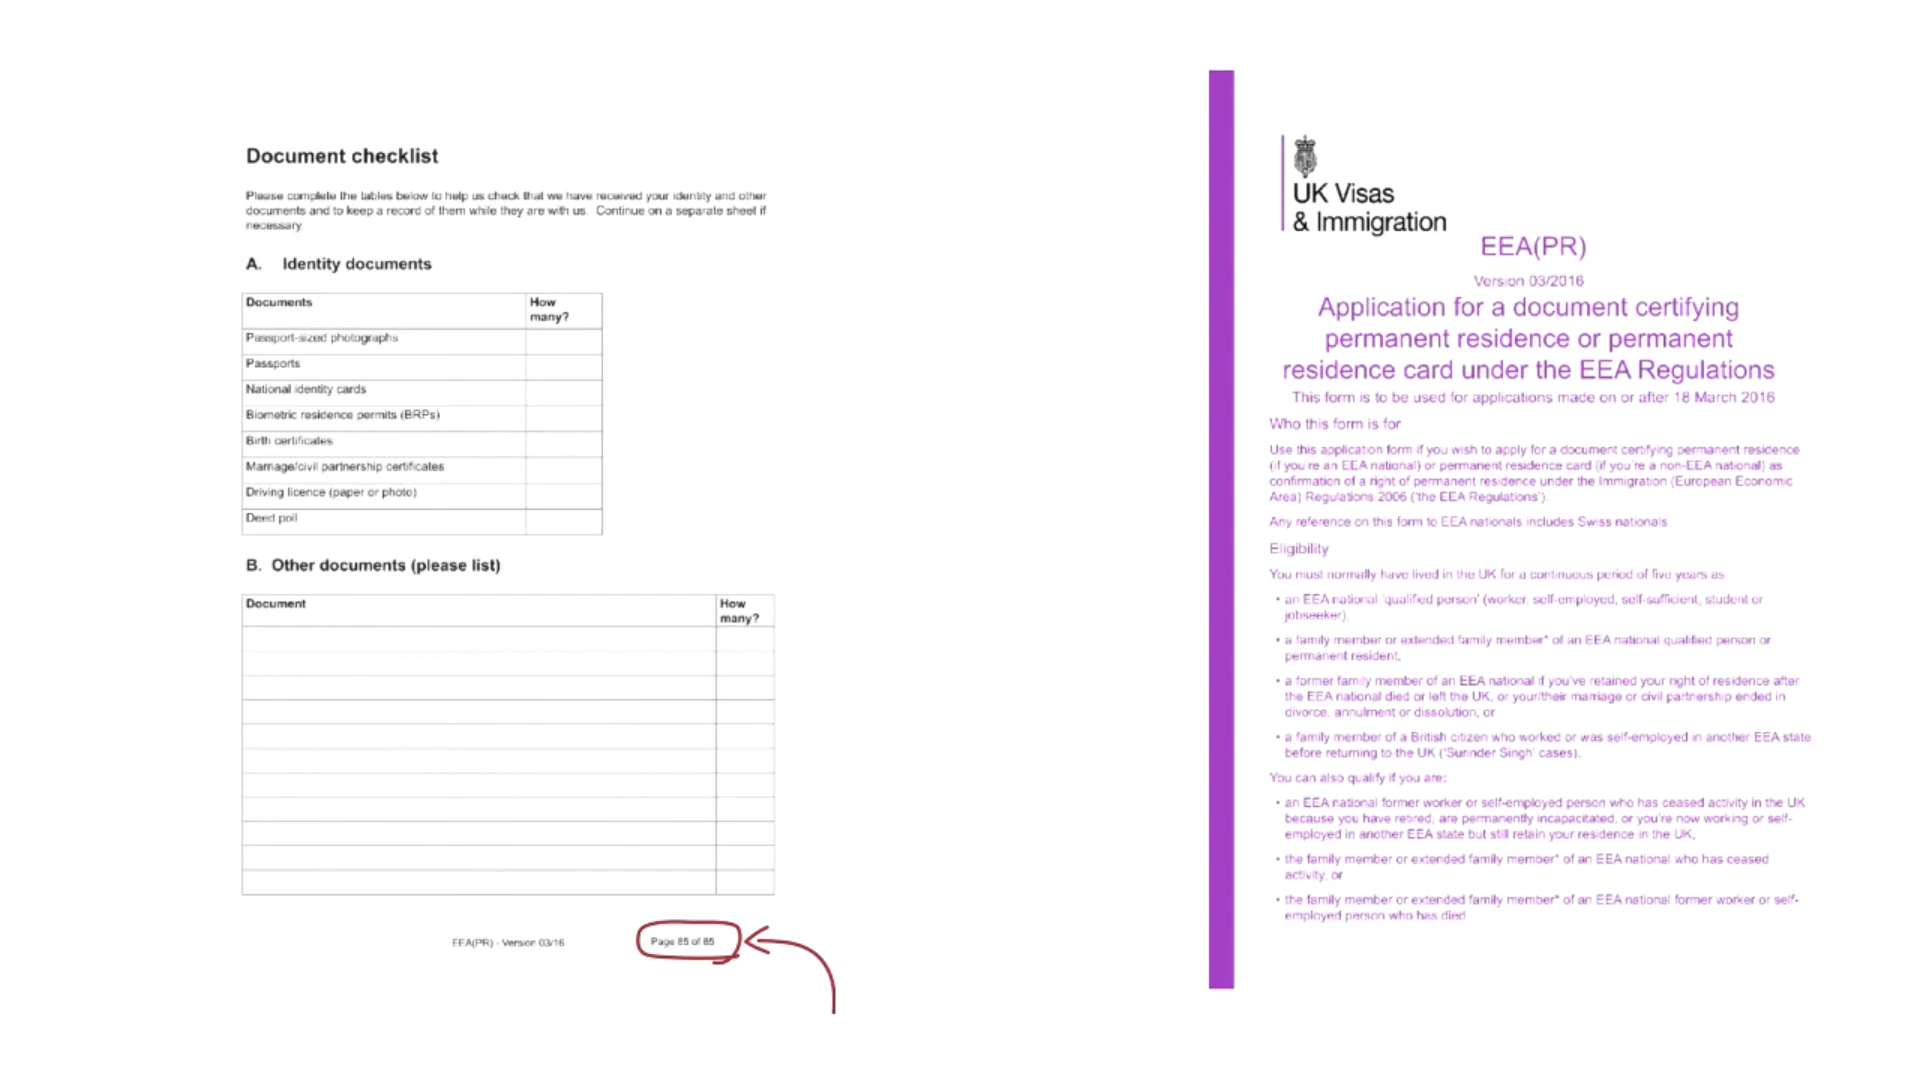 Document checklist
Please complete the tables below to help us check that we have received your identity and other
documents and to keep a record of them while they are with us. Continue on a separate sheet if
necessary.
A. Identity documents
Documents How many?
Passport-sized photographs
Passports
National identity cards
Biometric residence permits (BRPs)
Birth certificates
Marriage/civil partnership certificates
Driving licence (paper or photo)
Deed poll
B. Other documents (please list)
Document How many?
EEA(PR) - Version 03/16 Page 85 of 85
UK Visas
& Immigration
EEA(PR)
Version 03/2016
Application for a document certifying
permanent residence or permanent
residence card under the EEA Regulations
This form is to be used for applications made on or after 18 March 2016
Who this form is for
Use this application form if you wish to apply for a document certifying permanent residence
(if you're an EEA national) or permanent residence card (if you're a non-EEA national) as
confirmation of a right of permanent residence under the Immigration (European Economic
Area) Regulations 2006 ('the EEA Regulations').
Any reference on this form to EEA nationals includes Swiss nationals.
Eligibility
You must normally have lived in the UK for a continuous period of five years as
• an EEA national 'qualified person' (worker, self-employed, self-sufficient, student or
jobseeker),
• a family member or extended family member* of an EEA national qualified person or
permanent resident,
• a former family member of an EEA national if you've retained your right of residence after
the EEA national died or left the UK, or your/their marriage or civil partnership ended in
divorce, annulment or dissolution, or
• a family member of a British citizen who worked or was self-employed in another EEA state
before returning to the UK ('Surinder Singh' cases).
You can also qualify if you are:
• an EEA national former worker or self-employed person who has ceased activity in the UK
because you have retired, are permanently incapacitated, or you're now working or self-
employed in another EEA state but still retain your residence in the UK,
• the family member or extended family member* of an EEA national who has ceased
activity, or
• the family member or extended family member* of an EEA national former worker or self-
employed person who has died